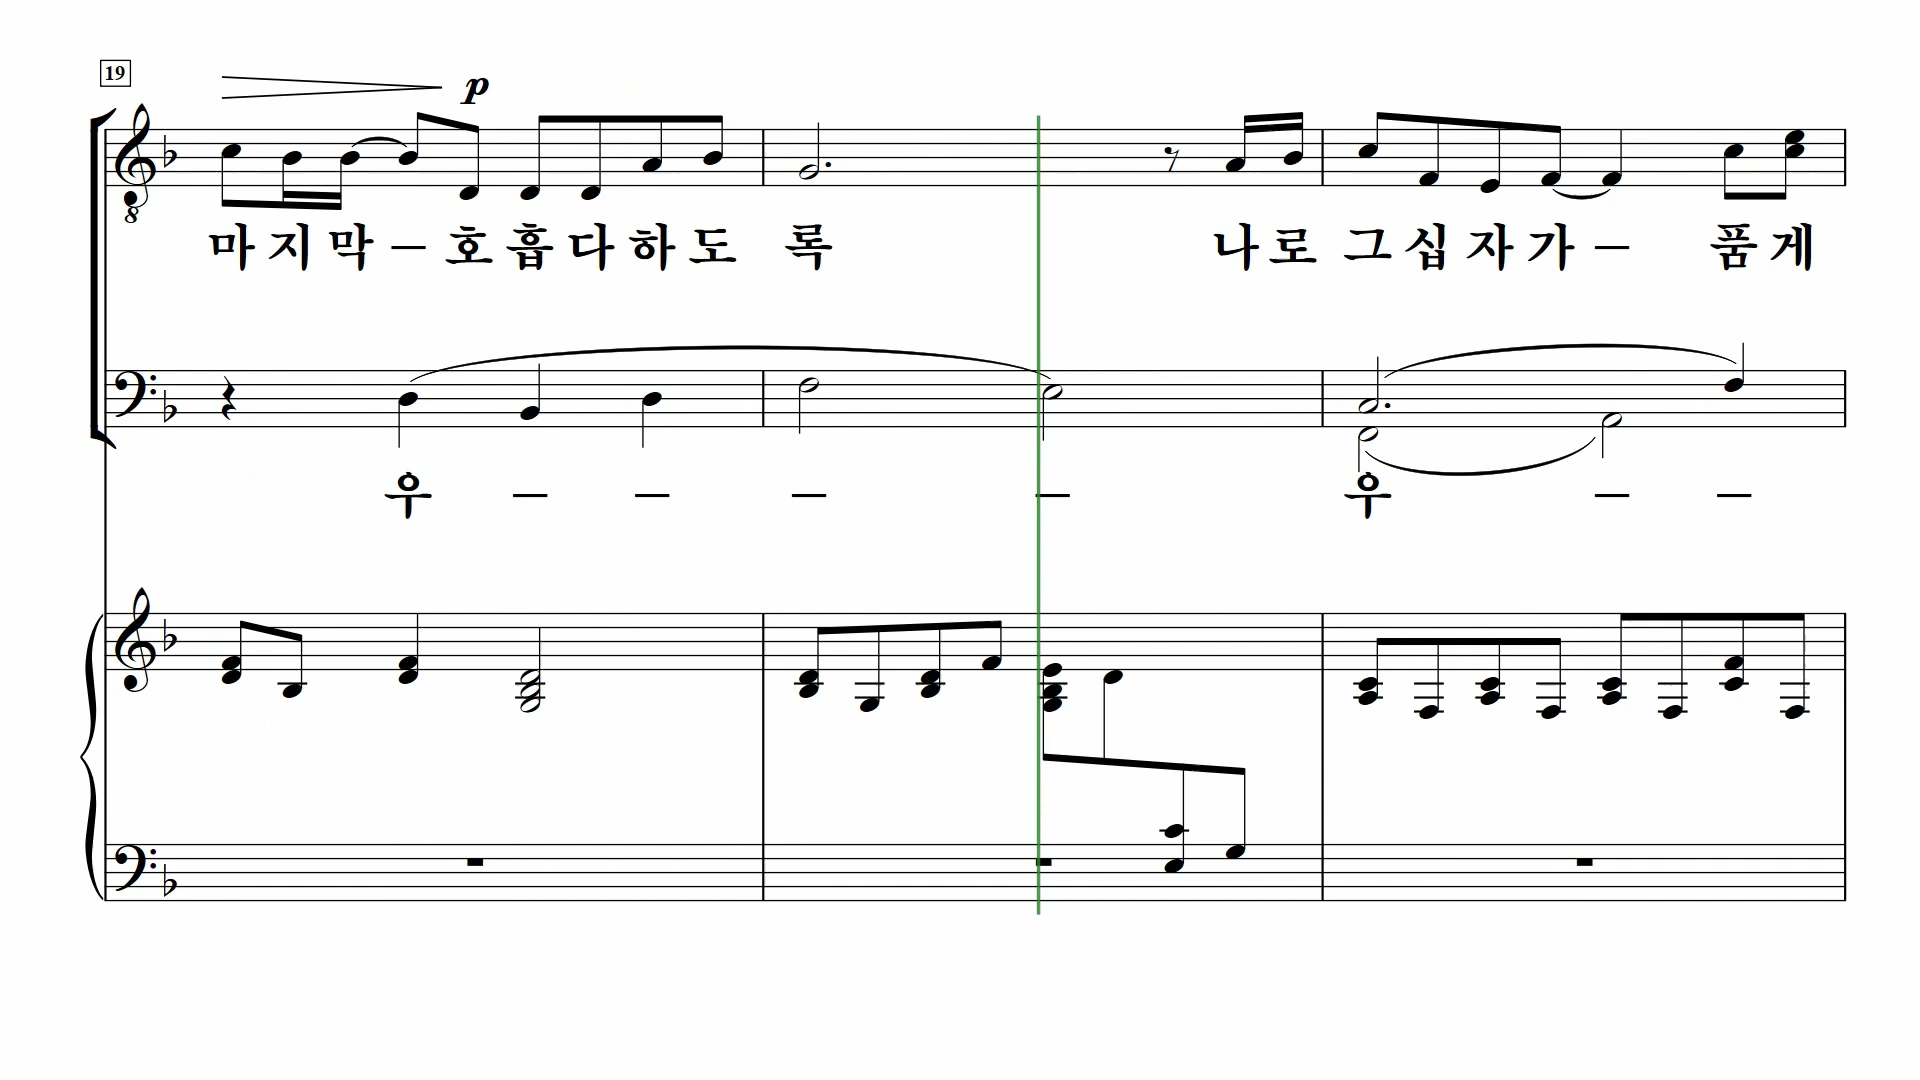 19
p
마 지 막 – 호 흡 다 하 도 록 나 로 그 십 자 가 – 품 게
우 – – – – 우 – –